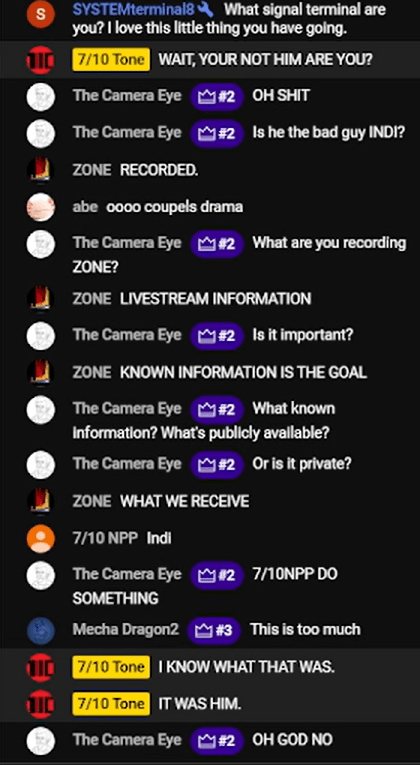 S SYSTEMterminal8 What signal terminal are
you? I love this little thing you have going.
7/10 Tone WAIT, YOUR NOT HIM ARE YOU?
The Camera Eye #2 OH SHIT
The Camera Eye #2 Is he the bad guy INDI?
ZONE RECORDED.
abe oooo coupels drama
The Camera Eye #2 What are you recording
ZONE?
ZONE LIVESTREAM INFORMATION
The Camera Eye #2 Is it important?
ZONE KNOWN INFORMATION IS THE GOAL
The Camera Eye #2 What known
information? What's publicly available?
The Camera Eye #2 Or is it private?
ZONE WHAT WE RECEIVE
7/10 NPP Indi
The Camera Eye #2 7/10NPP DO
SOMETHING
Mecha Dragon2 #3 This is too much
7/10 Tone I KNOW WHAT THAT WAS.
7/10 Tone IT WAS HIM.
The Camera Eye #2 OH GOD NO